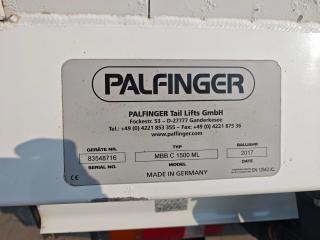 PALFINGER
PALFINGER Tail Lifts GmbH
Fockestr. 53 – D-27777 Ganderkesee
Tel.: +49 (0) 4221 853 355 – Fax: +49 (0) 4221 875 36
www.palfinger.com
GERÄTE NR. TYP BAUJAHR
83548716 MBB C 1500 ML 2017
SERIAL NO. MODEL DATE
CE MADE IN GERMANY